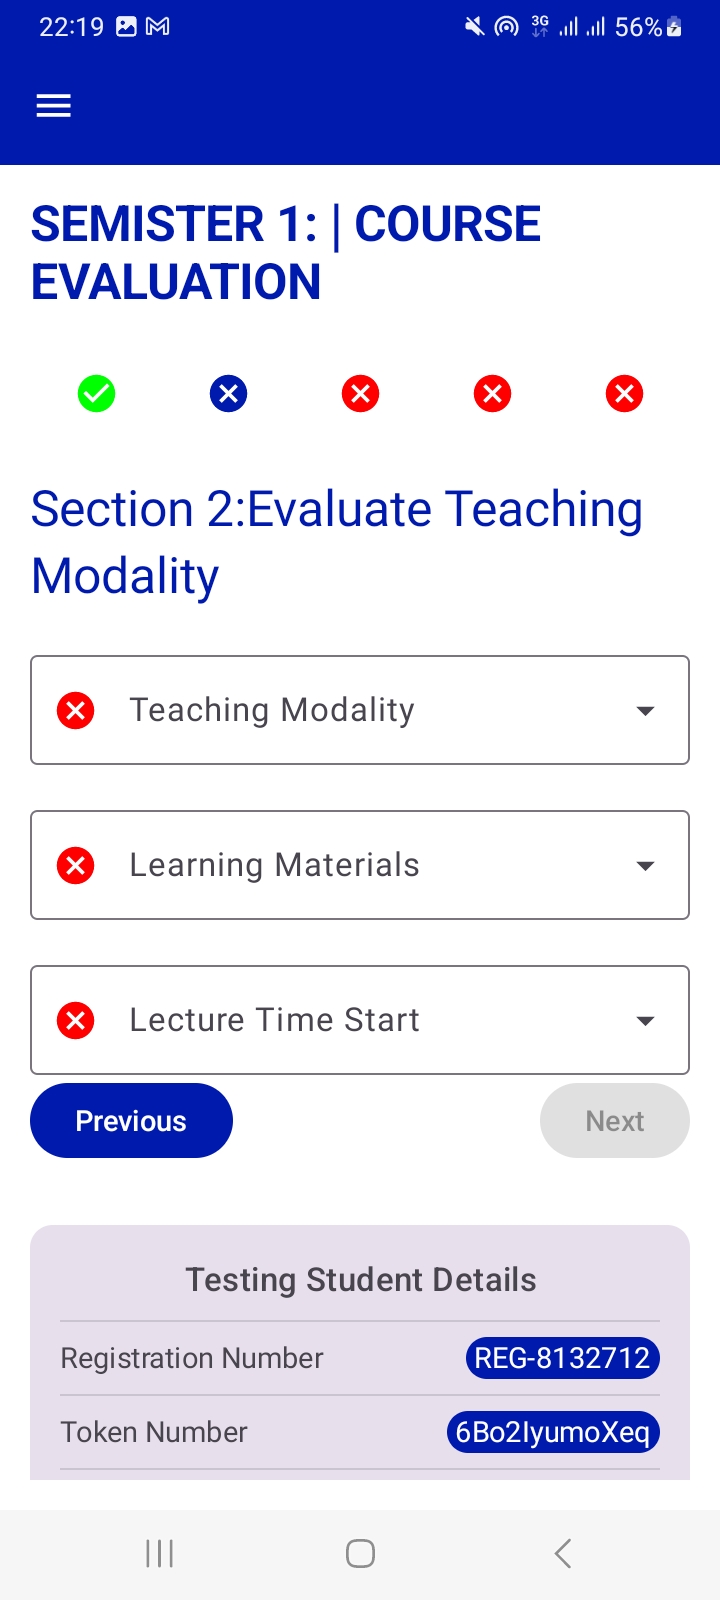 22:19 3G 56%
SEMISTER 1: | COURSE
EVALUATION
Section 2:Evaluate Teaching
Modality
Teaching Modality
Learning Materials
Lecture Time Start
Previous Next
Testing Student Details
Registration Number REG-8132712
Token Number 6Bo2IyumoXeq